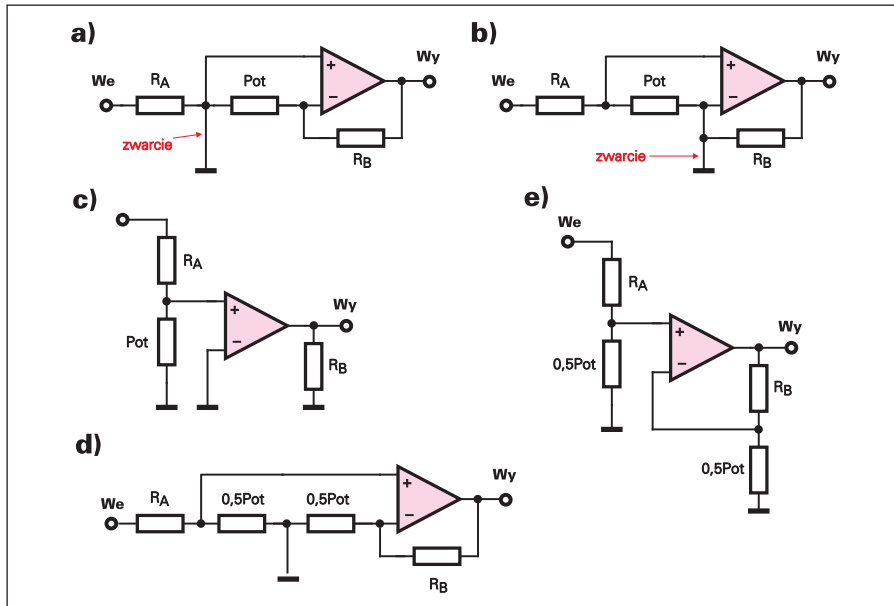 a)
We
RA
Pot
+
−
Wy
zwarcie
RB
b)
We
RA
Pot
+
−
Wy
zwarcie
RB
c)
RA
Pot
+
−
Wy
RB
e)
We
RA
0,5Pot
+
−
Wy
RB
0,5Pot
d)
We
RA
0,5Pot
0,5Pot
+
−
Wy
RB